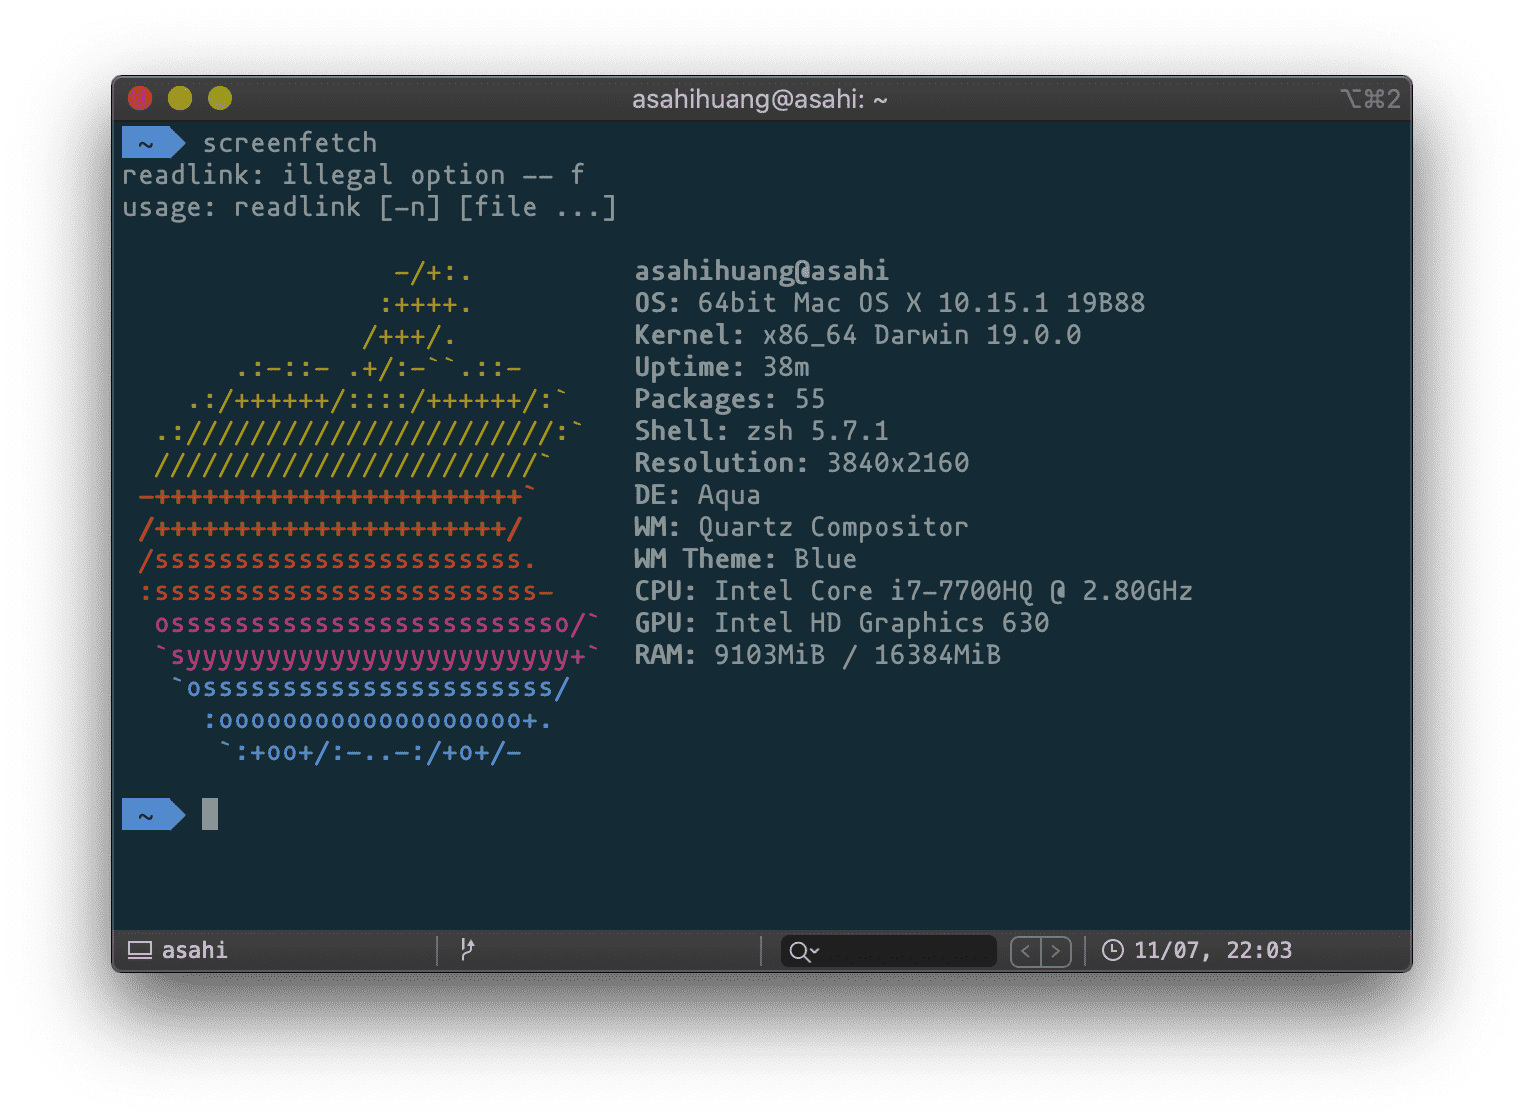 asahihuang@asahi: ~
⌥⌘2
~ screenfetch
readlink: illegal option -- f
usage: readlink [-n] [file ...]
-/+:. asahihuang@asahi
:++++. OS: 64bit Mac OS X 10.15.1 19B88
/+++/. Kernel: x86_64 Darwin 19.0.0
.:-::- .+/:-``.::- Uptime: 38m
.:/++++++/::::/++++++/:` Packages: 55
.:///////////////////////:` Shell: zsh 5.7.1
////////////////////////` Resolution: 3840x2160
-+++++++++++++++++++++++` DE: Aqua
/++++++++++++++++++++++/ WM: Quartz Compositor
/sssssssssssssssssssssss. WM Theme: Blue
:ssssssssssssssssssssssss- CPU: Intel Core i7-7700HQ @ 2.80GHz
osssssssssssssssssssssssso/` GPU: Intel HD Graphics 630
`syyyyyyyyyyyyyyyyyyyyyyyy+` RAM: 9103MiB / 16384MiB
`ossssssssssssssssssssss/
:ooooooooooooooooooo+.
`:+oo+/:-..-:/+o+/-
~
asahi
11/07, 22:03